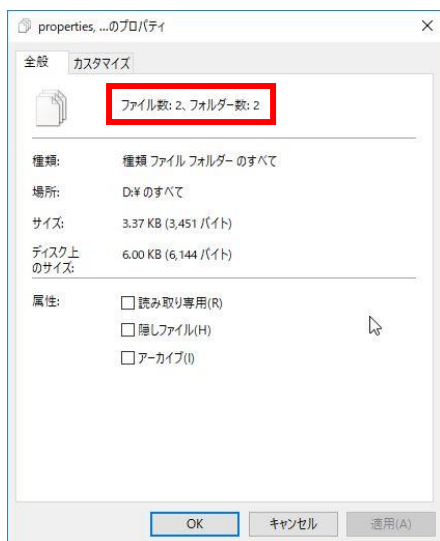 properties, ...のプロパティ
全般 カスタマイズ
ファイル数: 2、フォルダー数: 2
種類: 種類 ファイル フォルダー のすべて
場所: D:¥ のすべて
サイズ: 3.37 KB (3,451 バイト)
ディスク上
のサイズ: 6.00 KB (6,144 バイト)
属性: 読み取り専用(R)
隠しファイル(H)
アーカイブ(I)
OK キャンセル 適用(A)